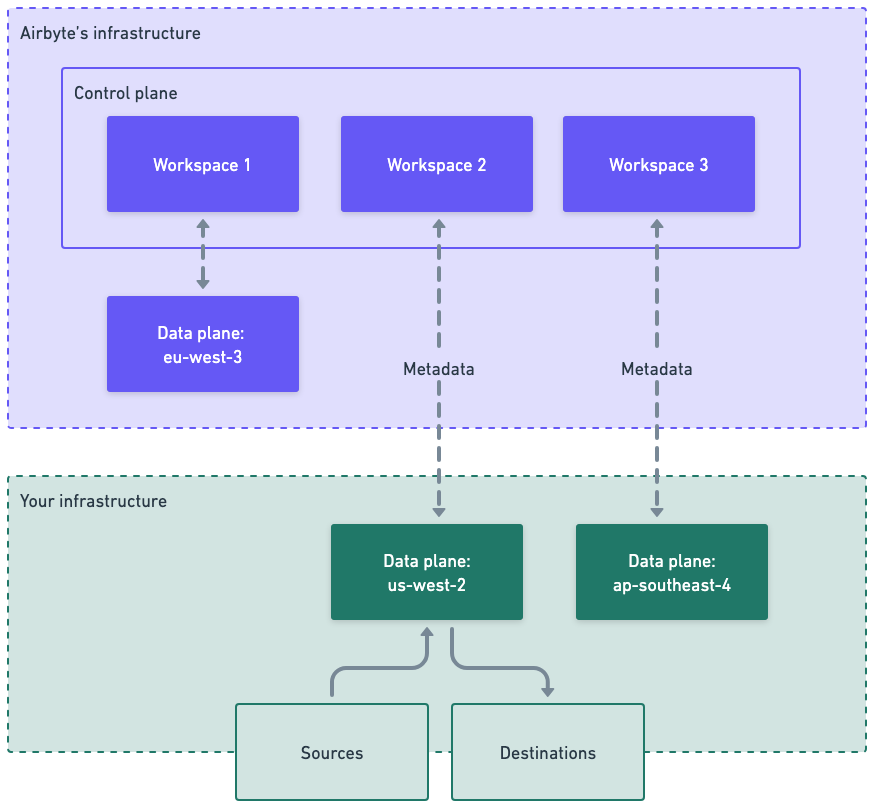 Airbyte's infrastructure
Control plane
Workspace 1
Workspace 2
Workspace 3
Data plane:
eu-west-3
Metadata
Metadata
Your infrastructure
Data plane:
us-west-2
Data plane:
ap-southeast-4
Sources
Destinations